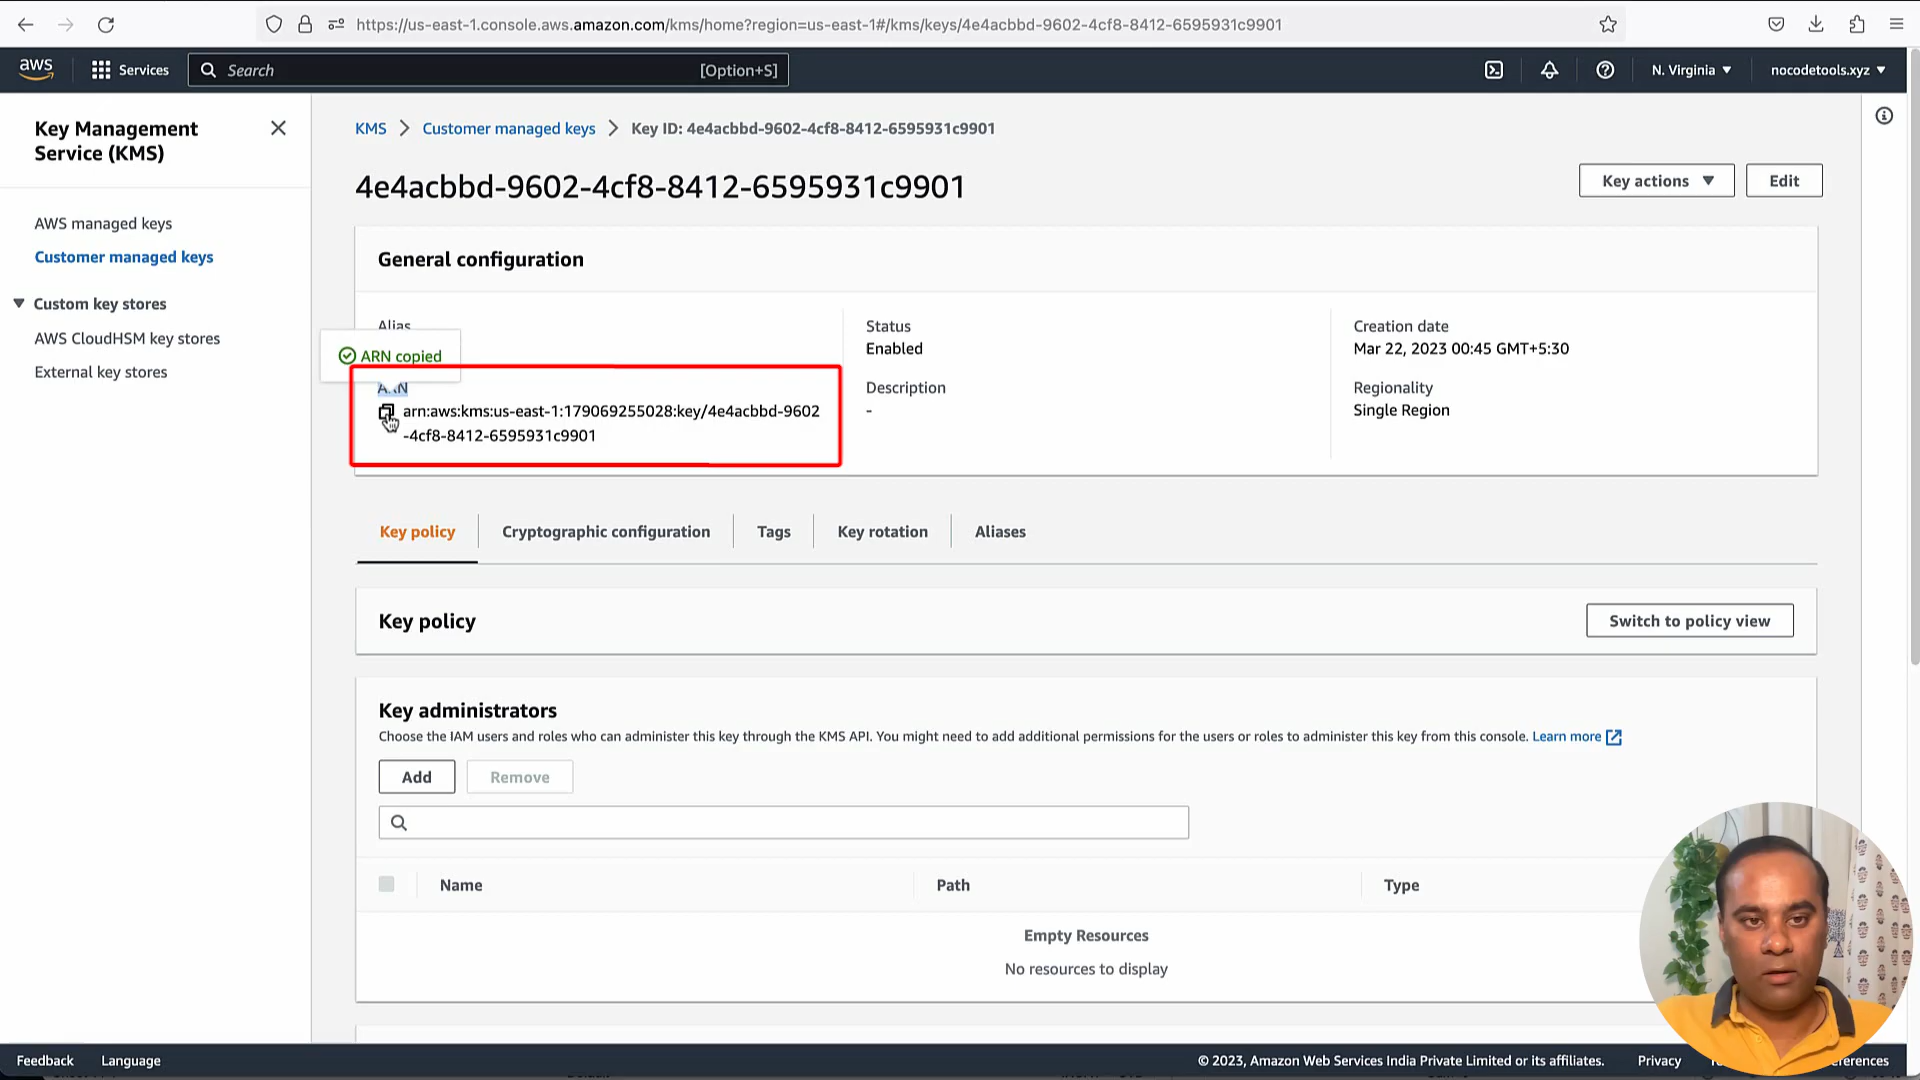 https://us-east-1.console.aws.amazon.com/kms/home?region=us-east-1#/kms/keys/4e4acbbd-9602-4cf8-8412-6595931c9901
aws
Services
Search
[Option+S]
N. Virginia
nocodetools.xyz
Key Management
Service (KMS)
AWS managed keys
Customer managed keys
Custom key stores
AWS CloudHSM key stores
External key stores
KMS
Customer managed keys
Key ID: 4e4acbbd-9602-4cf8-8412-6595931c9901
4e4acbbd-9602-4cf8-8412-6595931c9901
Key actions
Edit
General configuration
Alias
ARN copied
ARN
arn:aws:kms:us-east-1:179069255028:key/4e4acbbd-9602
-4cf8-8412-6595931c9901
Status
Enabled
Description
-
Creation date
Mar 22, 2023 00:45 GMT+5:30
Regionality
Single Region
Key policy
Cryptographic configuration
Tags
Key rotation
Aliases
Key policy
Switch to policy view
Key administrators
Choose the IAM users and roles who can administer this key through the KMS API. You might need to add additional permissions for the users or roles to administer this key from this console. Learn more
Add
Remove
Name
Path
Type
Empty Resources
No resources to display
Feedback
Language
© 2023, Amazon Web Services India Private Limited or its affiliates.
Privacy